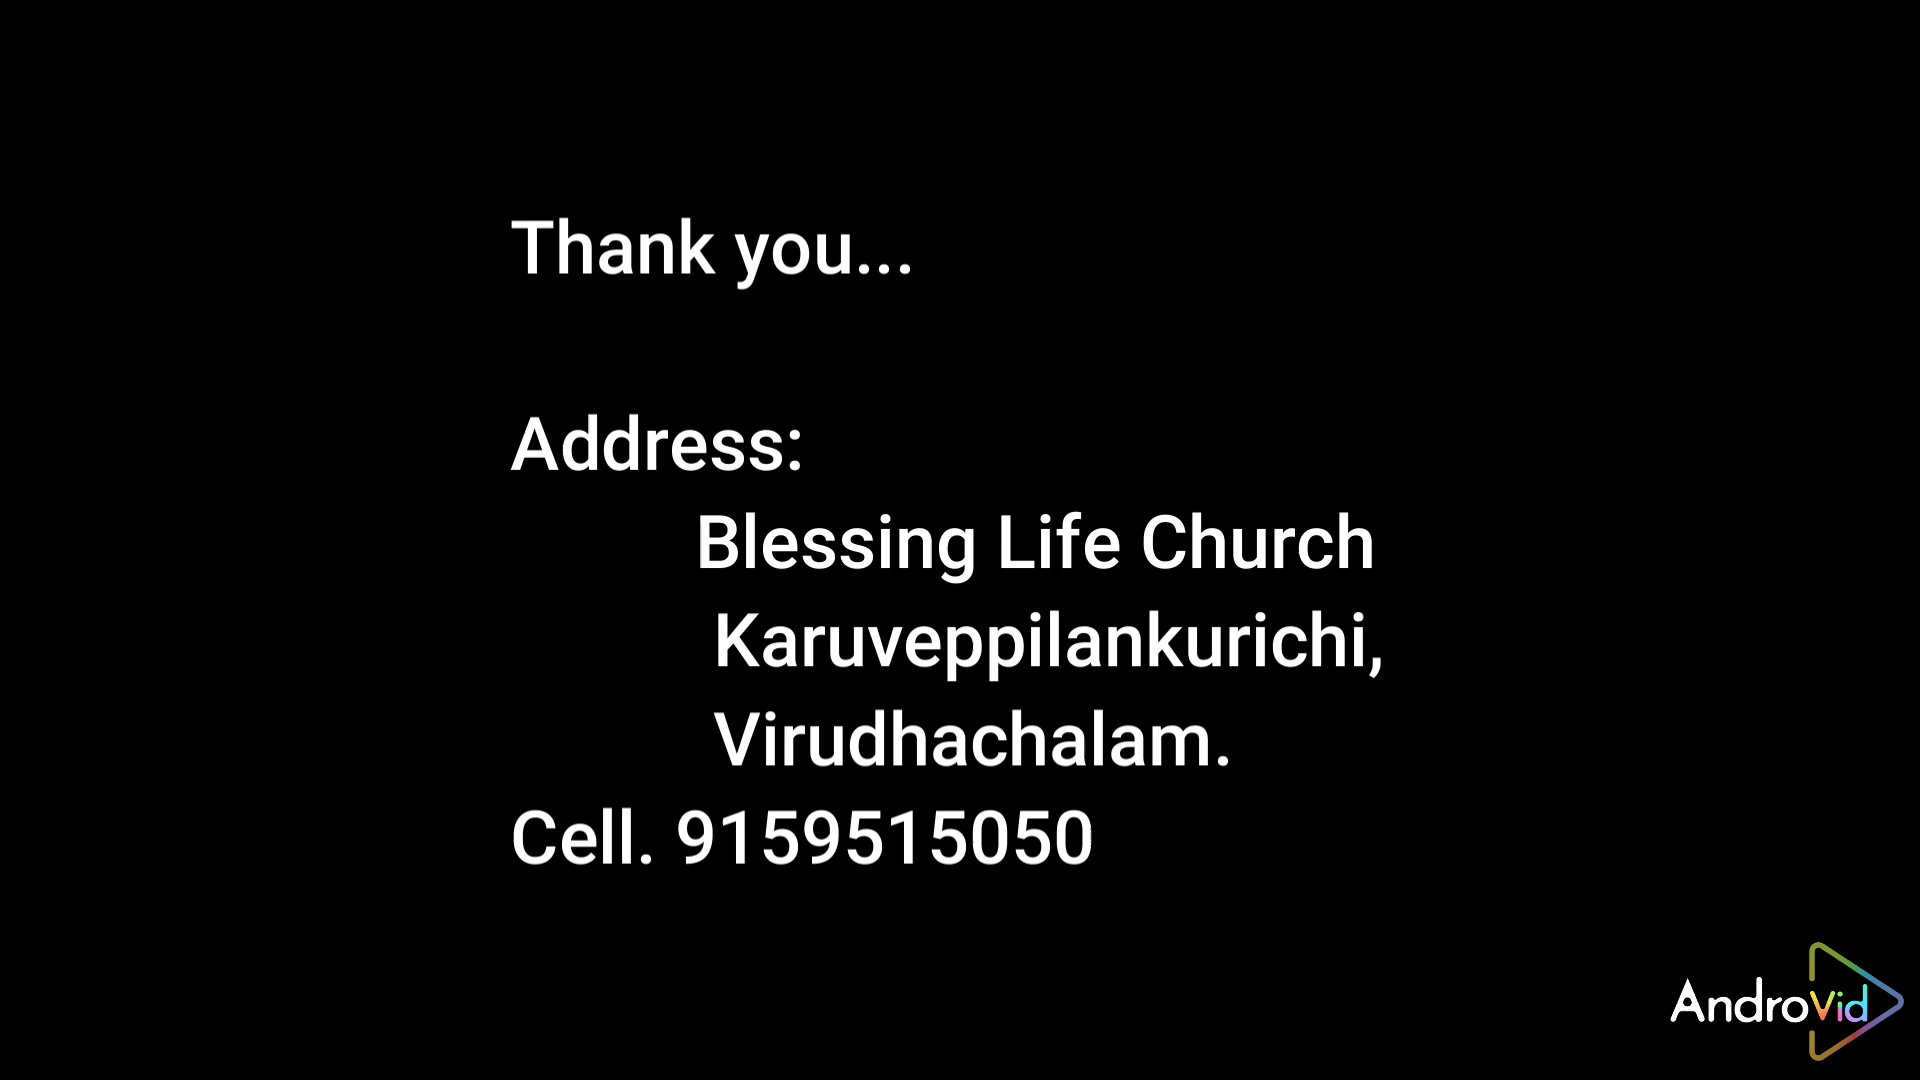 Thank you...
Address:
Blessing Life Church
Karuveppilankurichi,
Virudhachalam.
Cell. 9159515050
AndroVid